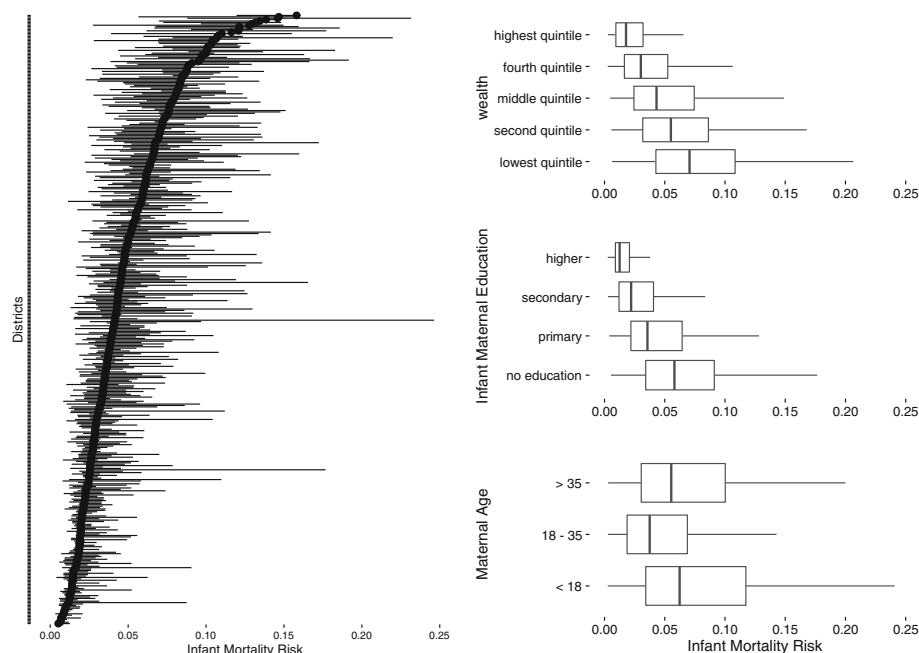 Districts
0.00 0.05 0.10 0.15 0.20 0.25
Infant Mortality Risk
wealth
highest quintile
fourth quintile
middle quintile
second quintile
lowest quintile
0.00 0.05 0.10 0.15 0.20 0.25
Infant Maternal Education
higher
secondary
primary
no education
0.00 0.05 0.10 0.15 0.20 0.25
Maternal Age
> 35
18 - 35
< 18
0.00 0.05 0.10 0.15 0.20 0.25
Infant Mortality Risk